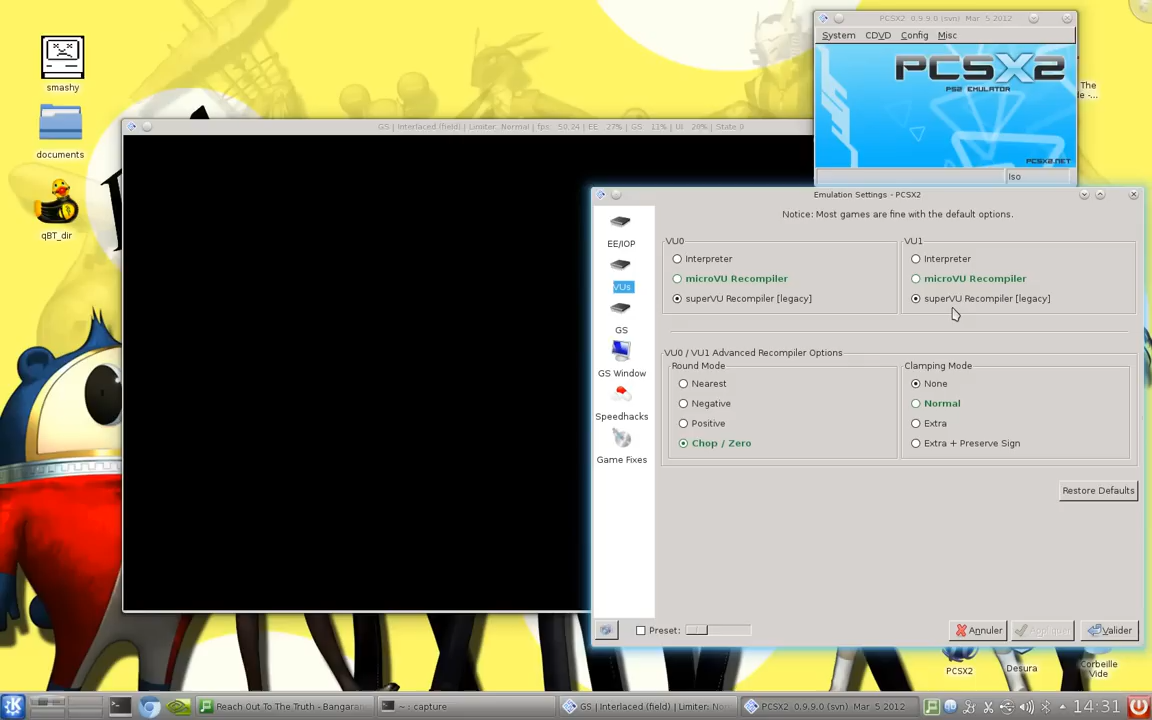 smashy
documents
qBT_dir
GS | Interlaced (field) | Limiter: Normal | fps: 50.24 | EE: 27% | GS: 11% | UI: 20% | State 0
PCSX2 0.9.9.0 (svn) Mar 5 2012
System CDVD Config Misc
PCSX2
PS2 EMULATOR
PCSX2.NET
Iso
The
Emulation Settings - PCSX2
Notice: Most games are fine with the default options.
EE/IOP
VUs
GS
GS Window
Speedhacks
Game Fixes
VU0
Interpreter
microVU Recompiler
superVU Recompiler [legacy]
VU1
Interpreter
microVU Recompiler
superVU Recompiler [legacy]
VU0 / VU1 Advanced Recompiler Options
Round Mode
Nearest
Negative
Positive
Chop / Zero
Clamping Mode
None
Normal
Extra
Extra + Preserve Sign
Restore Defaults
Preset:
Annuler
Appliquer
Valider
PCSX2
Desura
Corbeille
Vide
Reach Out To The Truth - Bangaran
~ : capture
GS | Interlaced (field) | Limiter: No
PCSX2 0.9.9.0 (svn) Mar 5 2012
14:31